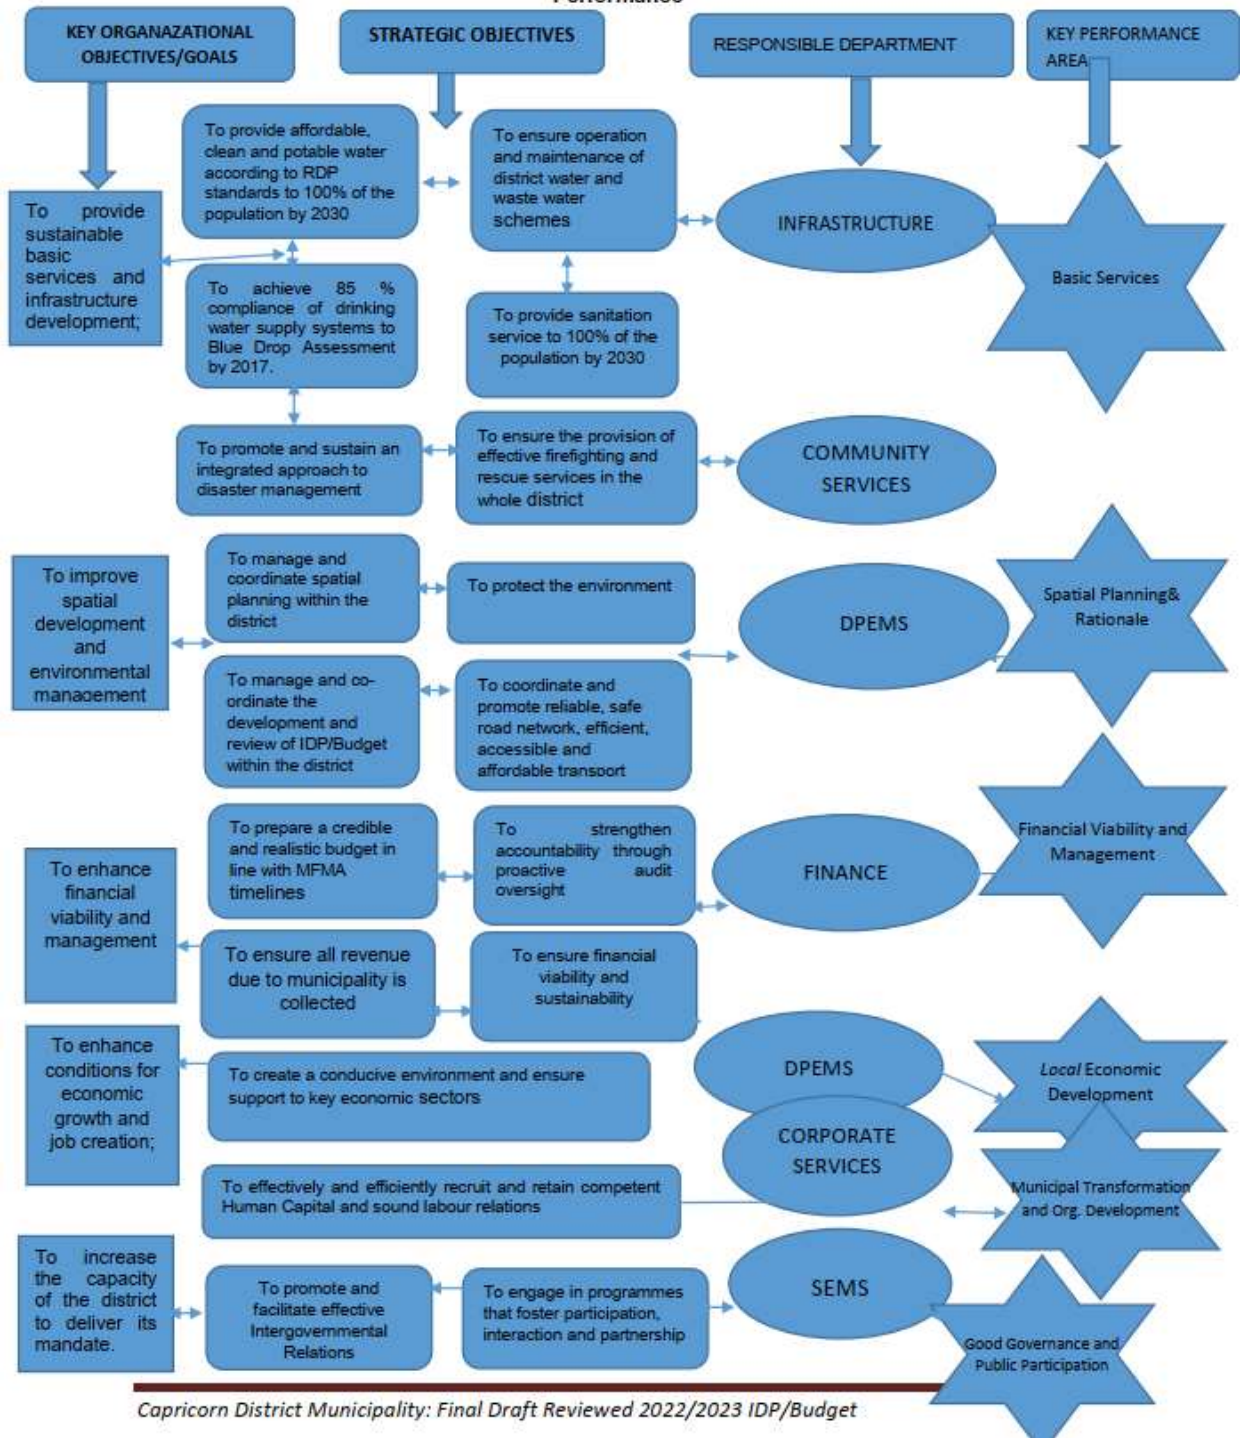 Performance
KEY ORGANAZATIONAL
OBJECTIVES/GOALS
STRATEGIC OBJECTIVES
RESPONSIBLE DEPARTMENT
KEY PERFORMANCE
AREA
To provide
sustainable
basic
services and
infrastructure
development;
To provide affordable,
clean and potable water
according to RDP
standards to 100% of the
population by 2030
To ensure operation
and maintenance of
district water and
waste water
schemes
INFRASTRUCTURE
Basic Services
To achieve 85 %
compliance of drinking
water supply systems to
Blue Drop Assessment
by 2017.
To provide sanitation
service to 100% of the
population by 2030
To promote and sustain an
integrated approach to
disaster management
To ensure the provision of
effective firefighting and
rescue services in the
whole district
COMMUNITY
SERVICES
To improve
spatial
development
and
environmental
management
To manage and
coordinate spatial
planning within the
district
To protect the environment
DPEMS
Spatial Planning&
Rationale
To manage and co-
ordinate the
development and
review of IDP/Budget
within the district
To coordinate and
promote reliable, safe
road network, efficient,
accessible and
affordable transport
To enhance
financial
viability and
management
To prepare a credible
and realistic budget in
line with MFMA
timelines
To strengthen
accountability through
proactive audit
oversight
FINANCE
Financial Viability and
Management
To ensure all revenue
due to municipality is
collected
To ensure financial
viability and
sustainability
To enhance
conditions for
economic
growth and
job creation;
To create a conducive environment and ensure
support to key economic sectors
DPEMS
Local Economic
Development
To effectively and efficiently recruit and retain competent
Human Capital and sound labour relations
CORPORATE
SERVICES
Municipal Transformation
and Org. Development
To increase
the capacity
of the district
to deliver its
mandate.
To promote and
facilitate effective
Intergovernmental
Relations
To engage in programmes
that foster participation,
interaction and partnership
SEMS
Good Governance and
Public Participation
Capricorn District Municipality: Final Draft Reviewed 2022/2023 IDP/Budget